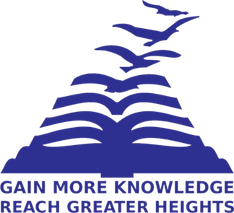 GAIN MORE KNOWLEDGE
REACH GREATER HEIGHTS